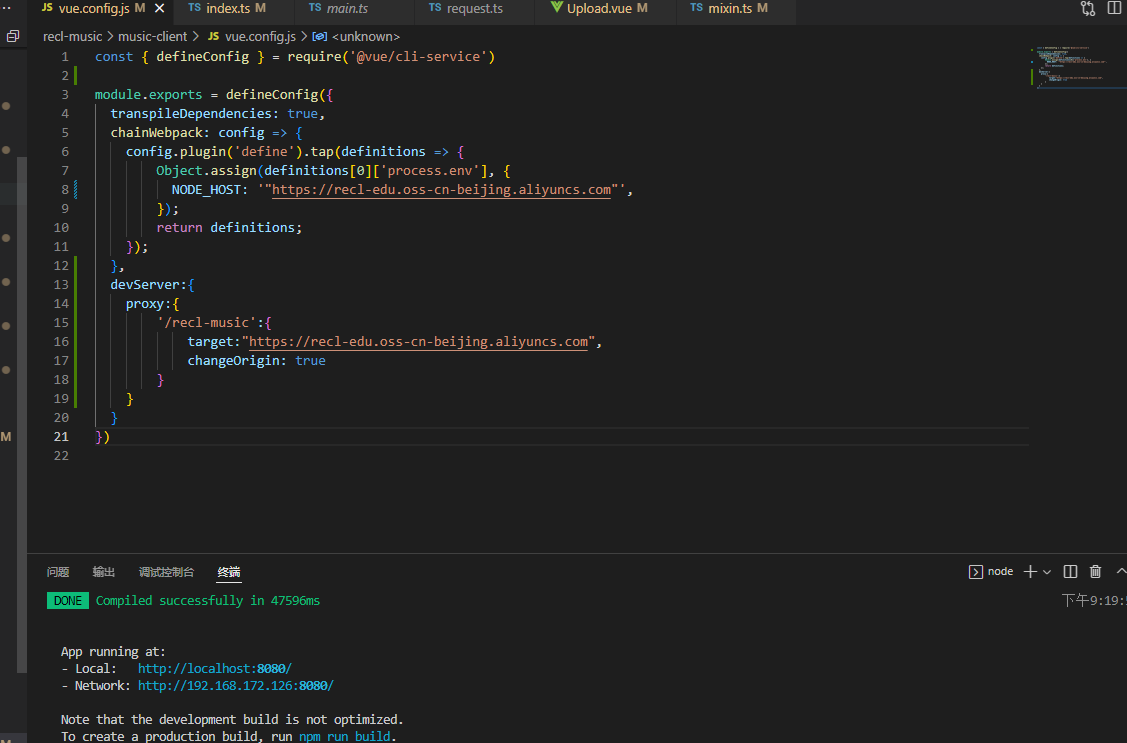 JS vue.config.js M TS index.ts M TS main.ts TS request.ts Upload.vue M TS mixin.ts M
recl-music > music-client > JS vue.config.js > <unknown>
1 const { defineConfig } = require('@vue/cli-service')
2
3 module.exports = defineConfig({
4 transpileDependencies: true,
5 chainWebpack: config => {
6 config.plugin('define').tap(definitions => {
7 Object.assign(definitions[0]['process.env'], {
8 NODE_HOST: '"https://recl-edu.oss-cn-beijing.aliyuncs.com"',
9 });
10 return definitions;
11 });
12 },
13 devServer:{
14 proxy:{
15 '/recl-music':{
16 target:"https://recl-edu.oss-cn-beijing.aliyuncs.com",
17 changeOrigin: true
18 }
19 }
20 }
21 })
22
M
问题 输出 调试控制台 终端 node
DONE Compiled successfully in 47596ms 下午9:19:
App running at:
- Local: http://localhost:8080/
- Network: http://192.168.172.126:8080/
Note that the development build is not optimized.
To create a production build, run npm run build.